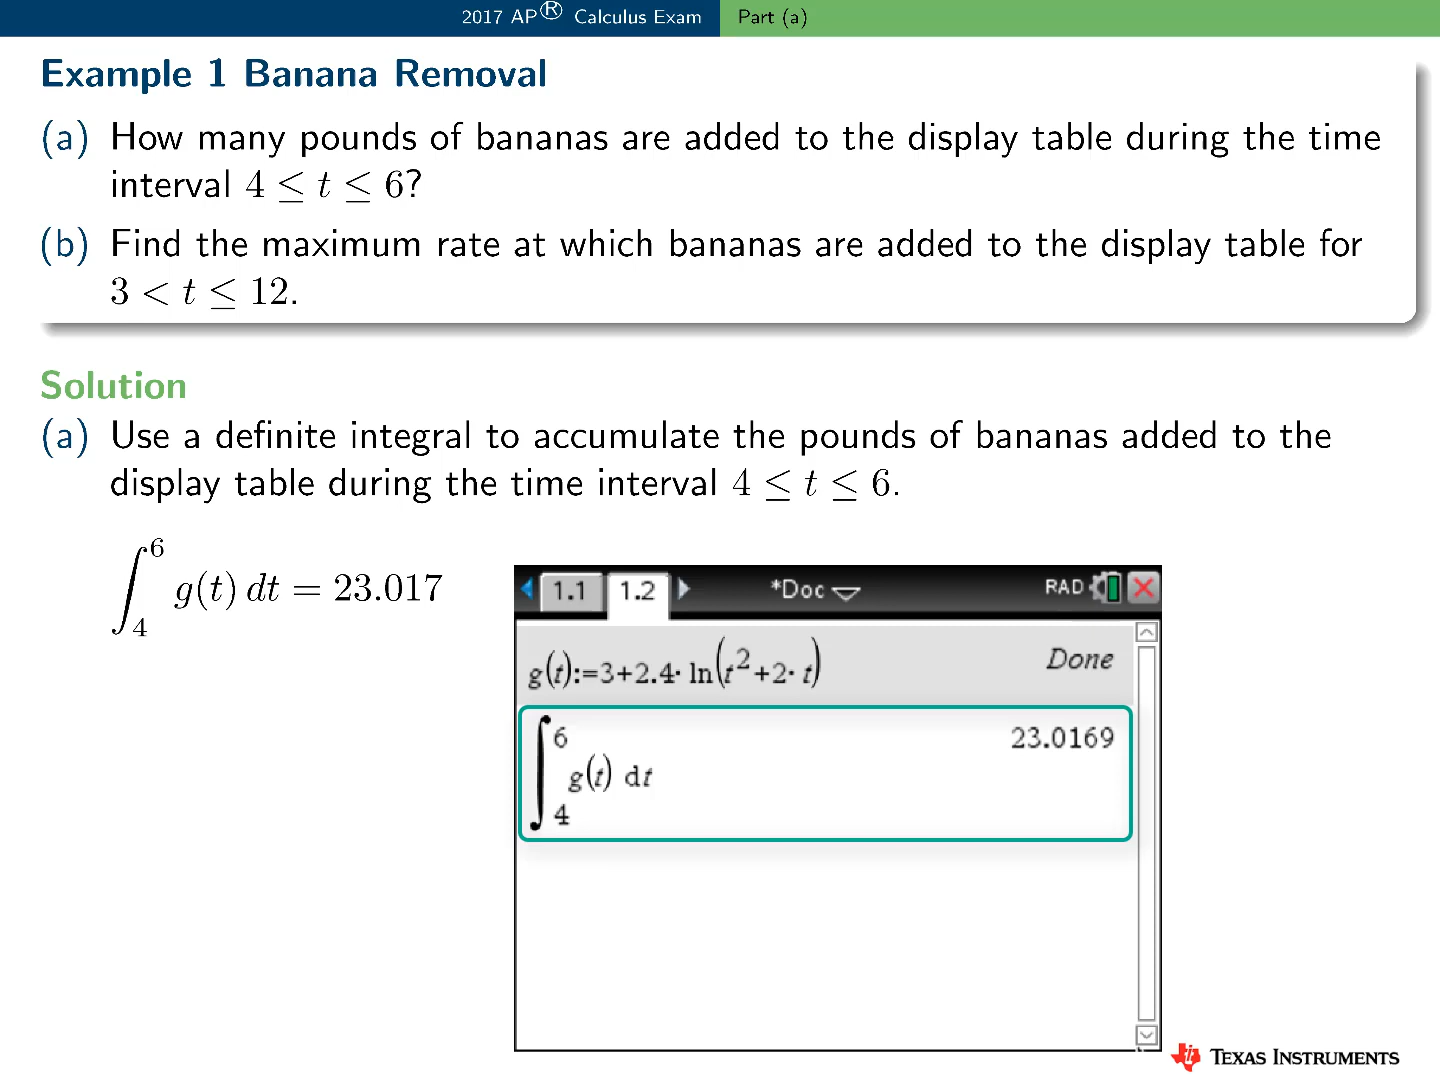 2017 AP® Calculus Exam Part (a)
Example 1 Banana Removal
(a) How many pounds of bananas are added to the display table during the time
interval 4 ≤ t ≤ 6?
(b) Find the maximum rate at which bananas are added to the display table for
3 < t ≤ 12.
Solution
(a) Use a definite integral to accumulate the pounds of bananas added to the
display table during the time interval 4 ≤ t ≤ 6.
∫₄⁶ g(t) dt = 23.017
1.1 1.2 *Doc RAD
g(t):=3+2.4· ln(t²+2· t) Done
∫₄⁶ g(t) dt 23.0169
TEXAS INSTRUMENTS